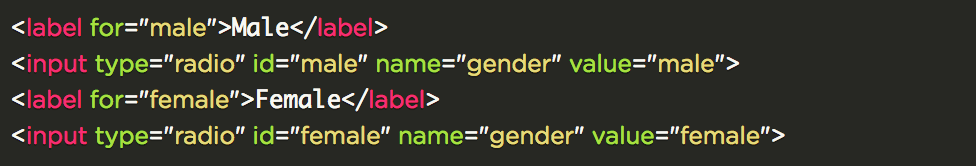 <label for="male">Male</label>
<input type="radio" id="male" name="gender" value="male">
<label for="female">Female</label>
<input type="radio" id="female" name="gender" value="female">